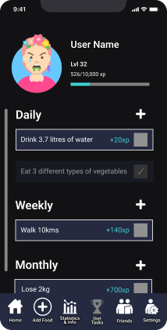 9:41
User Name
Lvl 32
526/10,000 xp
Daily +
Drink 3.7 litres of water +20xp
Eat 3 different types of vegetables
Weekly +
Walk 10kms +140xp
Monthly +
Lose 2kg +700xp
Home
Add Food
Statistics & Info
Diet Tasks
Friends
Settings